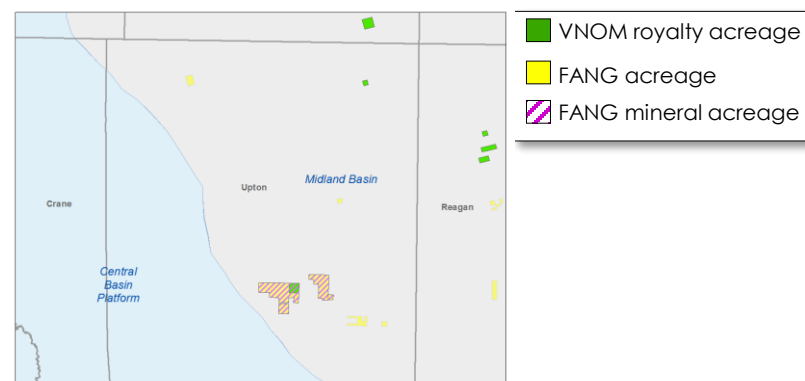 VNOM royalty acreage
FANG acreage
FANG mineral acreage
Midland Basin
Upton
Crane
Reagan
Central
Basin
Platform